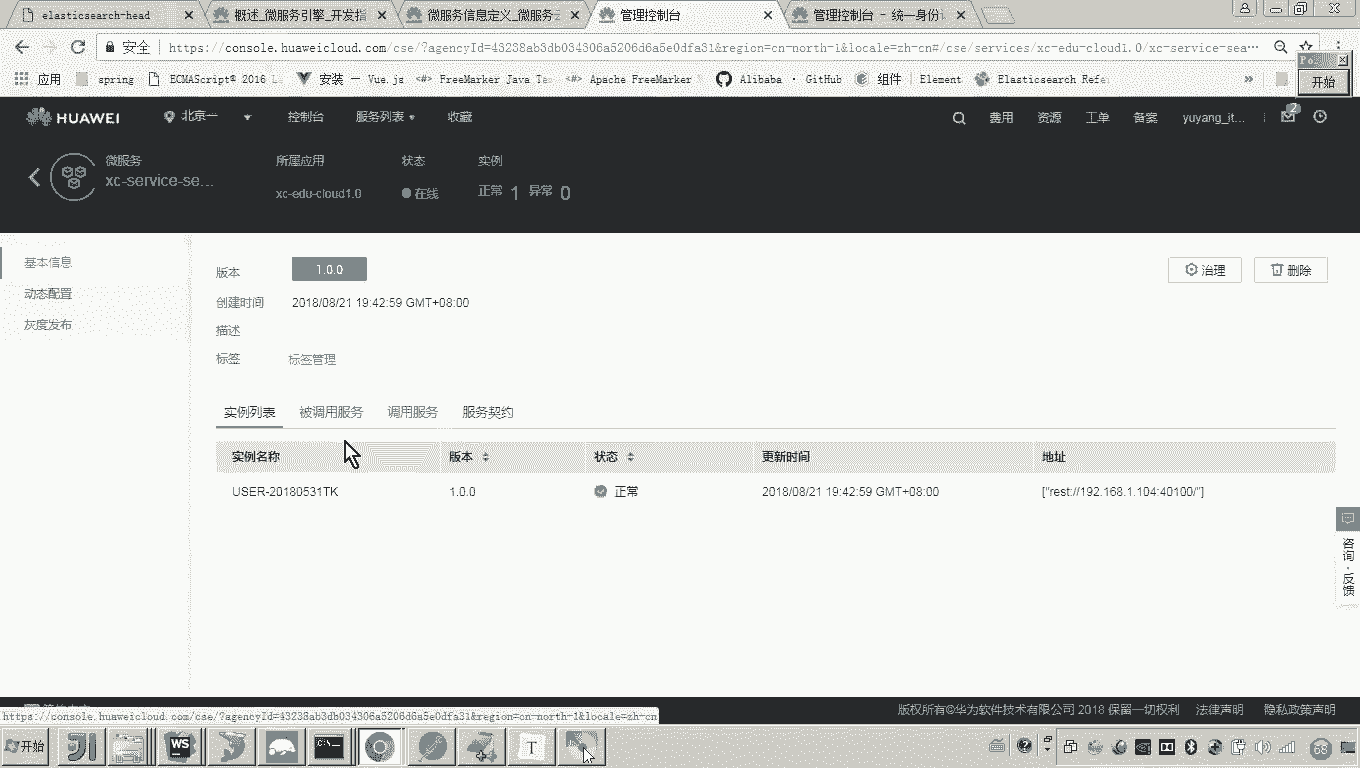 elasticsearch-head
概述_微服务引擎_开发指
微服务信息定义_微服务
管理控制台
管理控制台 - 统一身份
安全
https://console.huaweicloud.com/cse/?agencyId=43238ab3db034306a5206d6a5e0dfa31&region=cn-north-1&locale=zh-cn#/cse/services/xc-edu-cloud1.0/xc-service-sea…
应用
spring
ECMAScript® 2016 L
安装 — Vue.js
FreeMarker Java Te
Apache FreeMarker
Alibaba · GitHub
组件
Element
Elasticsearch Refe
»
开始
HUAWEI
北京一
控制台
服务列表
收藏
费用
资源
工单
备案
yuyang_it...
2
微服务
xc-service-se...
所属应用
xc-edu-cloud1.0
状态
在线
实例
正常 1 异常 0
基本信息
动态配置
灰度发布
版本
1.0.0
治理
删除
创建时间
2018/08/21 19:42:59 GMT+08:00
描述
标签
标签管理
实例列表
被调用服务
调用服务
服务契约
实例名称
版本
状态
更新时间
地址
USER-20180531TK
1.0.0
正常
2018/08/21 19:42:59 GMT+08:00
["rest://192.168.1.104:40100/"]
咨询·反馈
版权所有©华为软件技术有限公司 2018 保留一切权利
法律声明
隐私政策声明
https://console.huaweicloud.com/cse/?agencyId=43238ab3db034306a5206d6a5e0dfa31&region=cn-north-1&locale=zh-cn
开始
WS
T
68